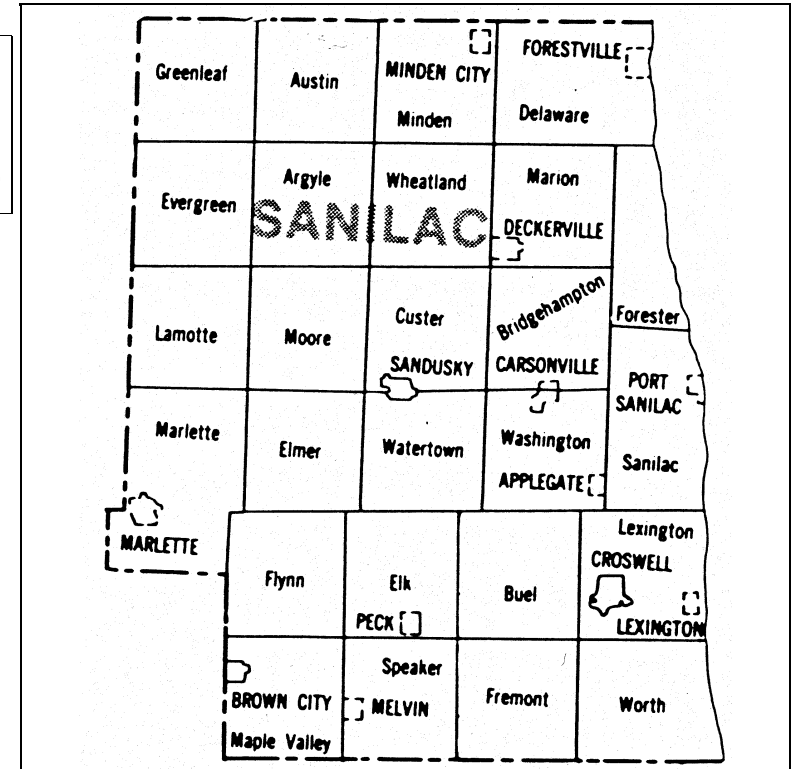 Greenleaf
Austin
MINDEN CITY
Minden
FORESTVILLE
Delaware
Evergreen
Argyle
Wheatland
Marion
SANILAC
DECKERVILLE
Lamotte
Moore
Custer
Bridgehampton
Forester
SANDUSKY
CARSONVILLE
PORT
SANILAC
Marlette
Elmer
Watertown
Washington
Sanilac
APPLEGATE
MARLETTE
Flynn
Elk
Buel
Lexington
CROSWELL
PECK
LEXINGTON
Speaker
BROWN CITY
MELVIN
Fremont
Worth
Maple Valley